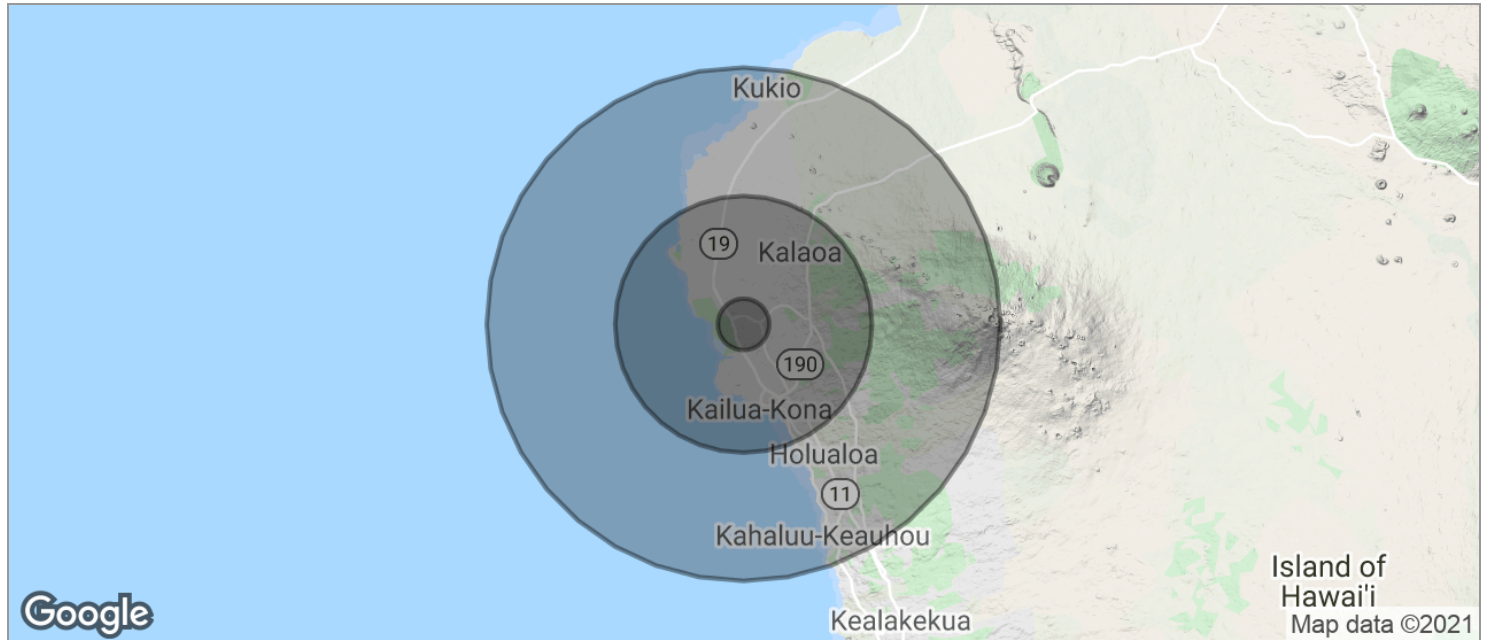 Kukio
19
Kalaoa
190
Kailua-Kona
Holualoa
11
Kahaluu-Keauhou
Island of
Hawai'i
Google
Kealakekua
Map data ©2021